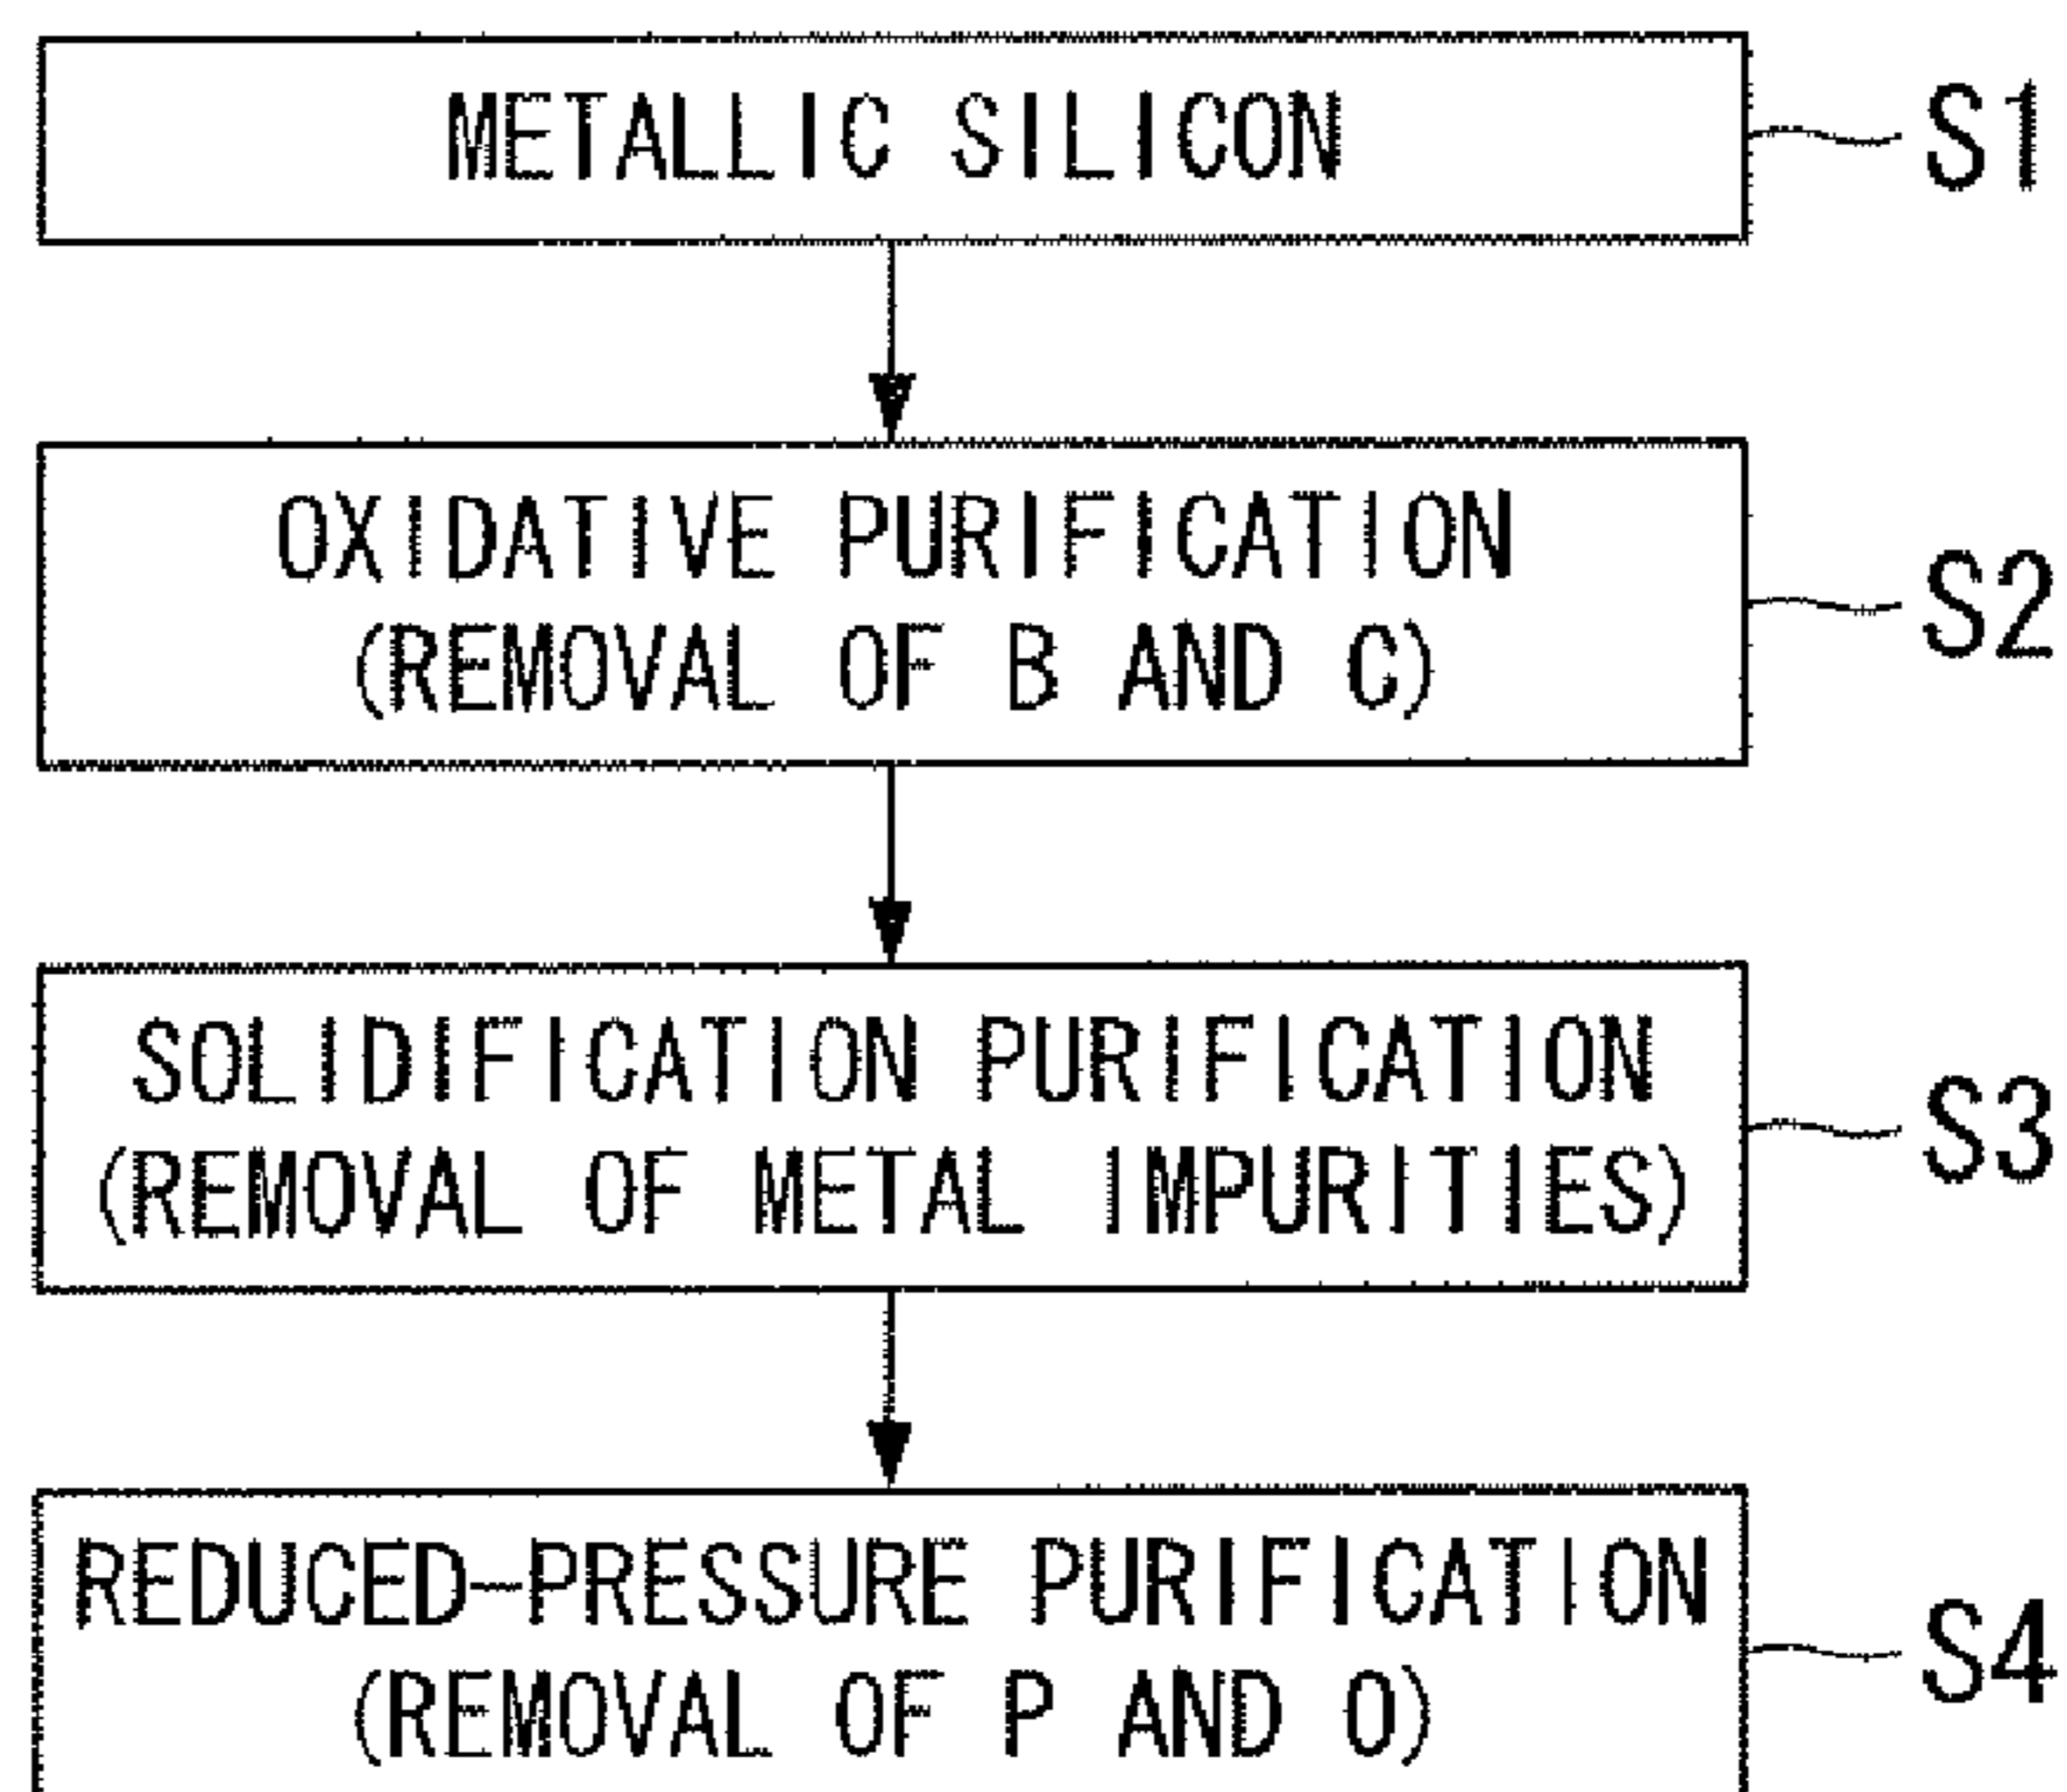 METALLIC SILICON
S1
OXIDATIVE PURIFICATION
(REMOVAL OF B AND C)
S2
SOLIDIFICATION PURIFICATION
(REMOVAL OF METAL IMPURITIES)
S3
REDUCED-PRESSURE PURIFICATION
(REMOVAL OF P AND O)
S4